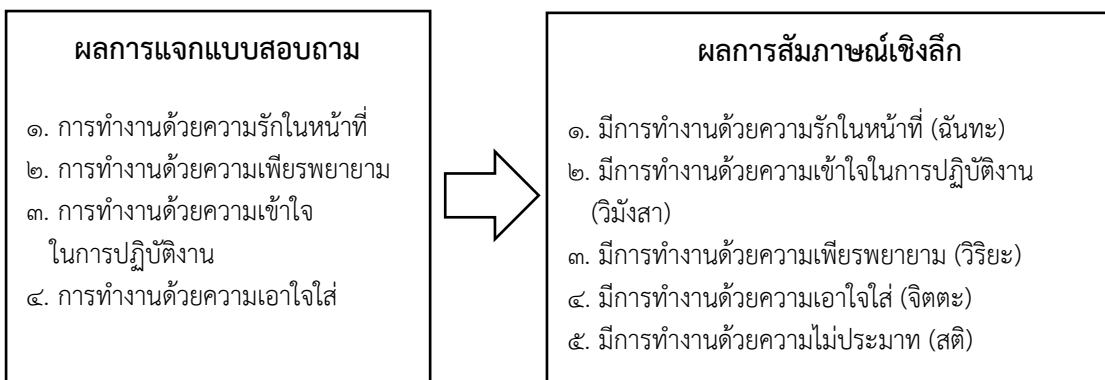 ผลการแจกแบบสอบถาม
๑. การทำงานด้วยความรักในหน้าที่
๒. การทำงานด้วยความเพียรพยายาม
๓. การทำงานด้วยความเข้าใจ
ในการปฏิบัติงาน
๔. การทำงานด้วยความเอาใจใส่
ผลการสัมภาษณ์เชิงลึก
๑. มีการทำงานด้วยความรักในหน้าที่ (ฉันทะ)
๒. มีการทำงานด้วยความเข้าใจในการปฏิบัติงาน
(วิมังสา)
๓. มีการทำงานด้วยความเพียรพยายาม (วิริยะ)
๔. มีการทำงานด้วยความเอาใจใส่ (จิตตะ)
๕. มีการทำงานด้วยความไม่ประมาท (สติ)